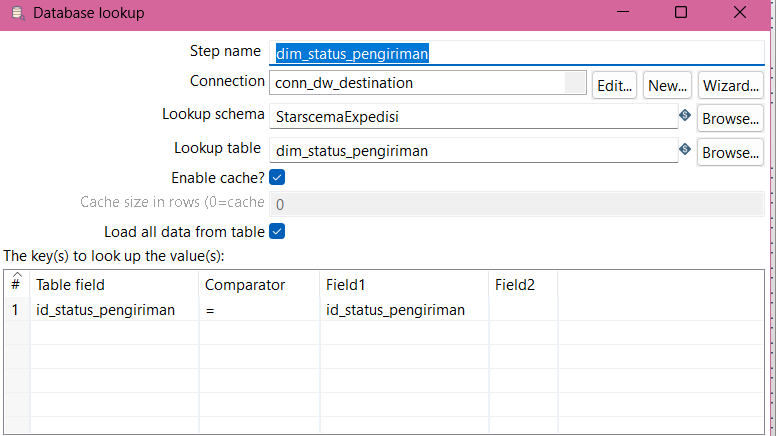 Database lookup
Step name dim_status_pengiriman
Connection conn_dw_destination Edit... New... Wizard...
Lookup schema StarscemaExpedisi Browse...
Lookup table dim_status_pengiriman Browse...
Enable cache?
Cache size in rows (0=cache 0
Load all data from table
The key(s) to look up the value(s):
# Table field Comparator Field1 Field2
1 id_status_pengiriman = id_status_pengiriman